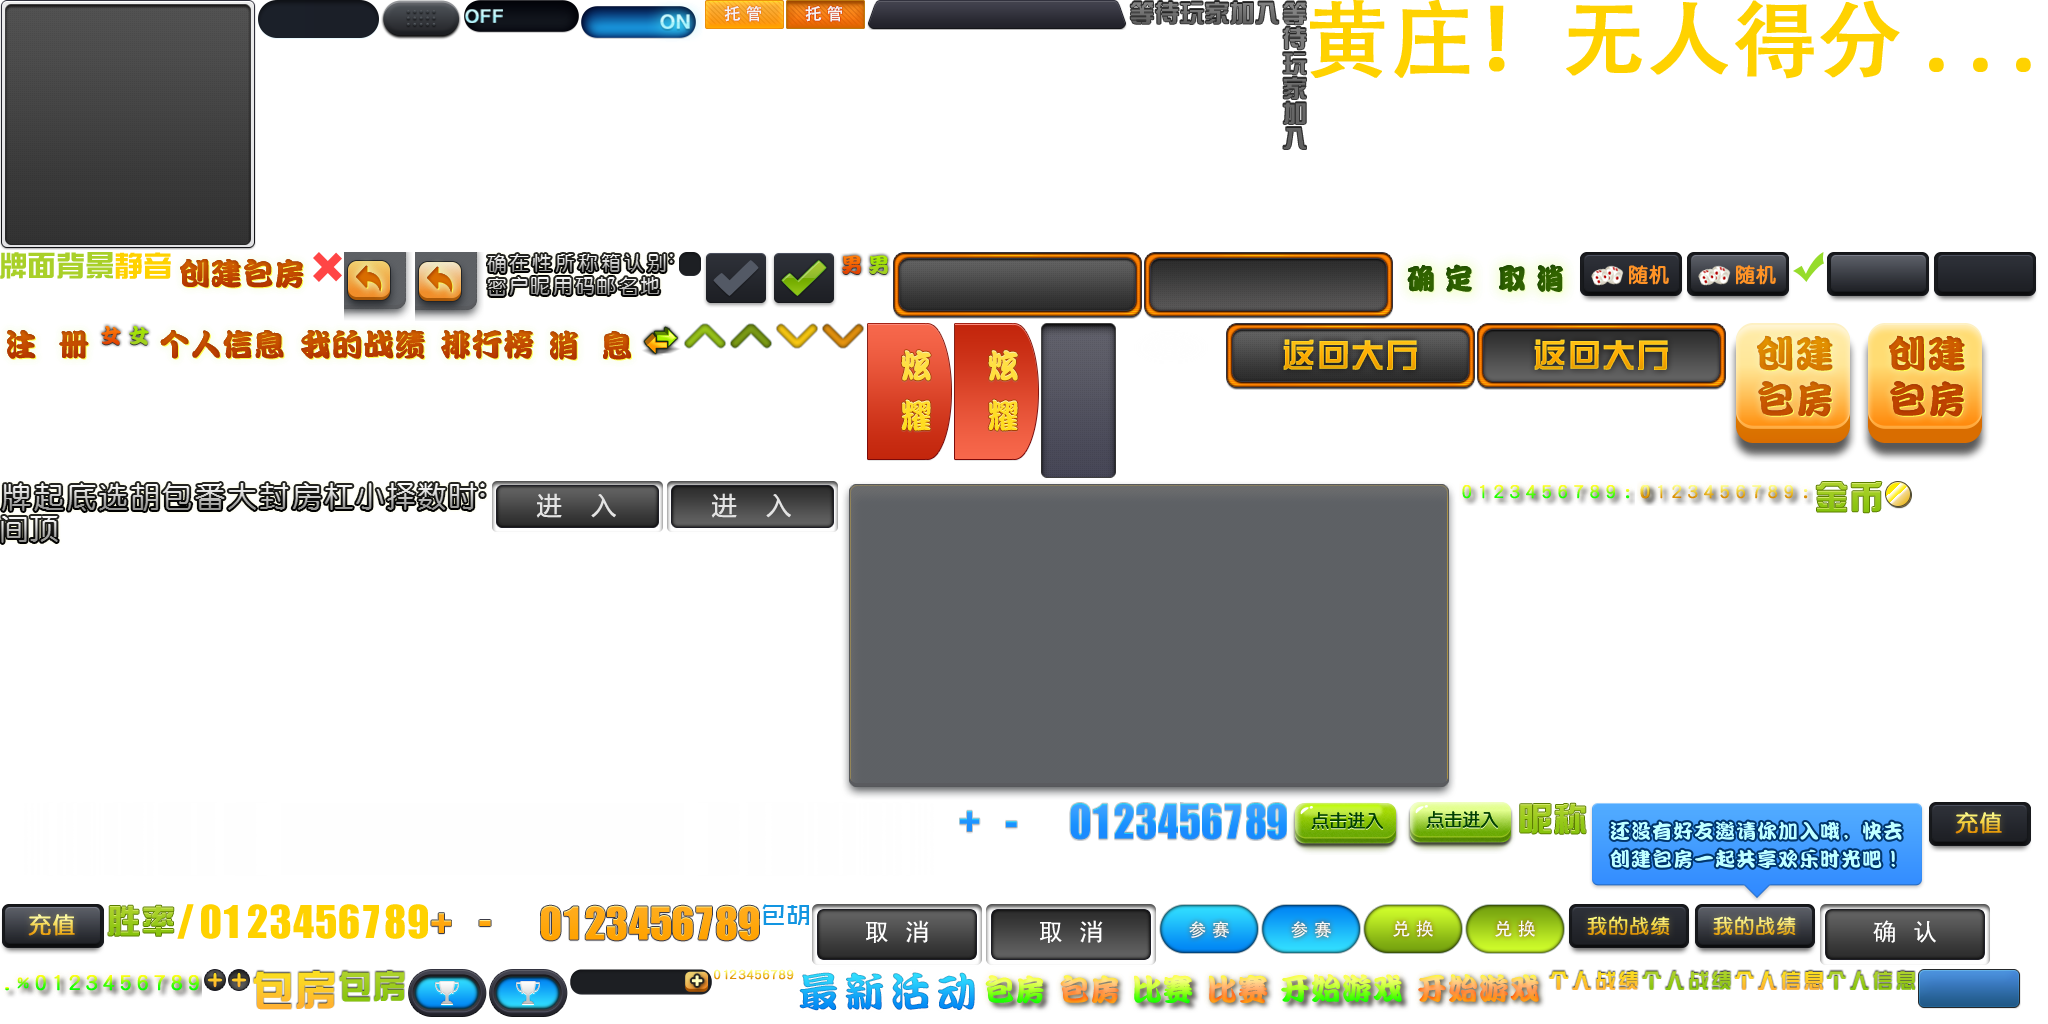 OFF
ON
托管
托管
等待玩家加入
等待玩家加入
黄庄！无人得分...
牌面背景静音
创建包房
确在性所称箱认别:
密户昵用码邮名地
男
男
确定
取消
随机
随机
注册
女
女
个人信息
我的战绩
排行榜
消息
炫耀
炫耀
返回大厅
返回大厅
创建
包房
创建
包房
牌起底选胡包番大封房杠小择数时:
间顶
进入
进入
0123456789:
0123456789:
金币
+ -
0123456789
点击进入
点击进入
昵称
还没有好友邀请你加入哦，快去
创建包房一起共享欢乐时光吧！
充值
充值
胜率
/0123456789
+ -
0123456789
包胡
取消
取消
参赛
参赛
兑换
兑换
我的战绩
我的战绩
确认
.%0123456789
包房
包房
0123456789
最新活动
包房
包房
比赛
比赛
开始游戏
开始游戏
个人战绩
个人战绩
个人信息
个人信息